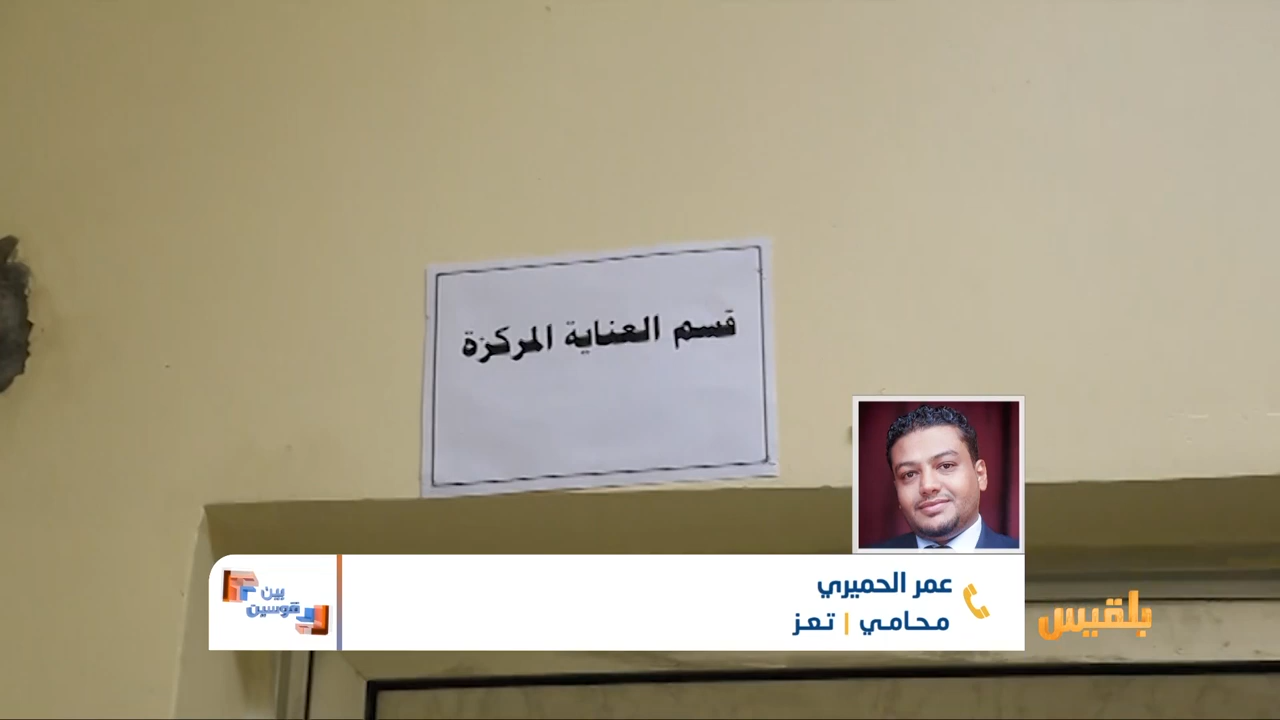 قسم العناية المركزة
عمر الحميري
محامي | تعز
بين
قوسين
بلقيس